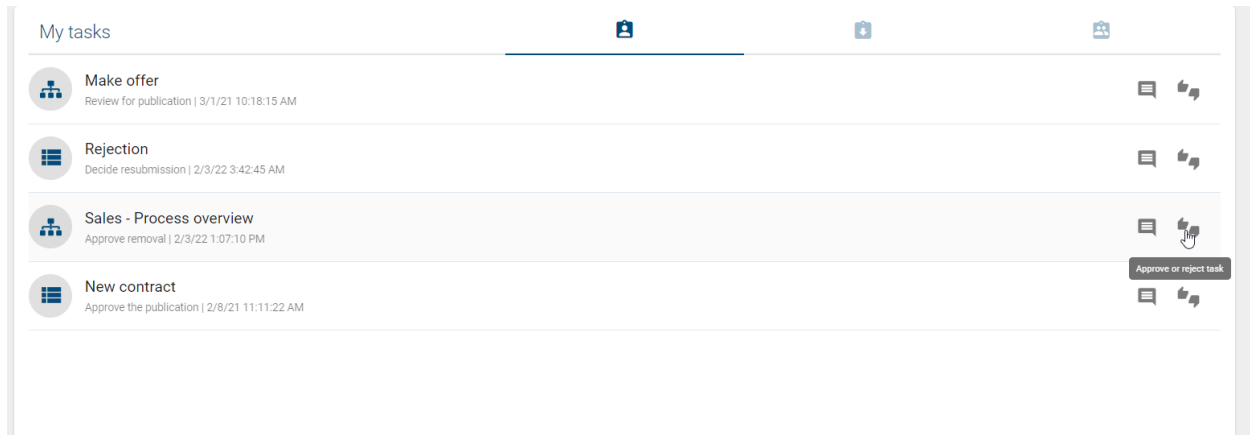 My tasks
Make offer
Review for publication | 3/1/21 10:18:15 AM
Rejection
Decide resubmission | 2/3/22 3:42:45 AM
Sales - Process overview
Approve removal | 2/3/22 1:07:10 PM
Approve or reject task
New contract
Approve the publication | 2/8/21 11:11:22 AM